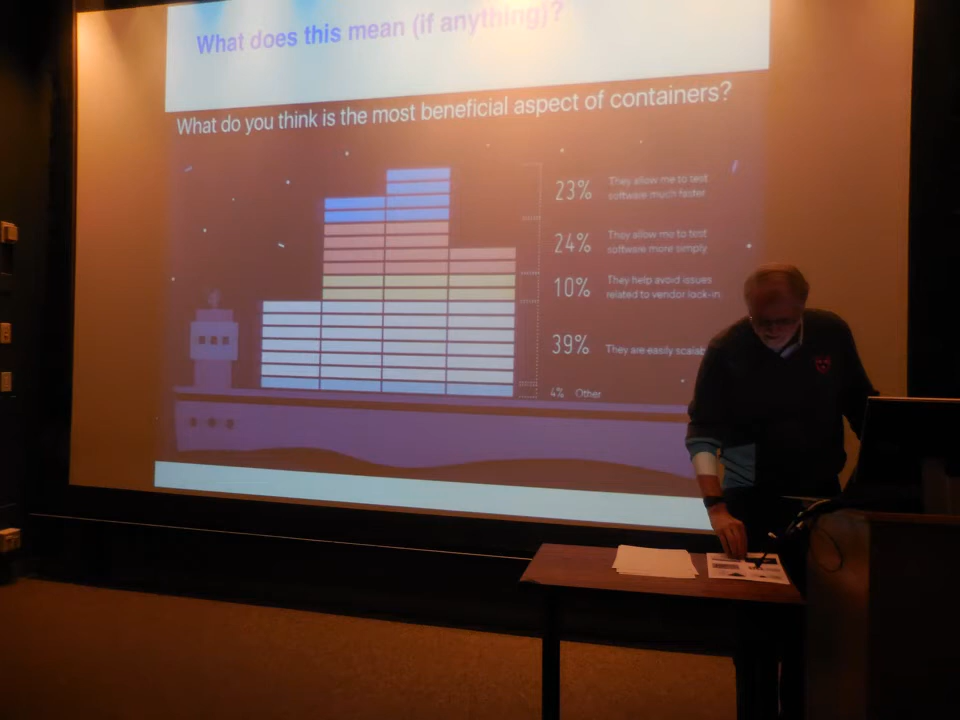 What does this mean (if anything)?
What do you think is the most beneficial aspect of containers?
23%
They allow me to test
software much faster
24%
They allow me to test
software more simply
10%
They help avoid issues
related to vendor lock-in
39%
They are easily
4% Other